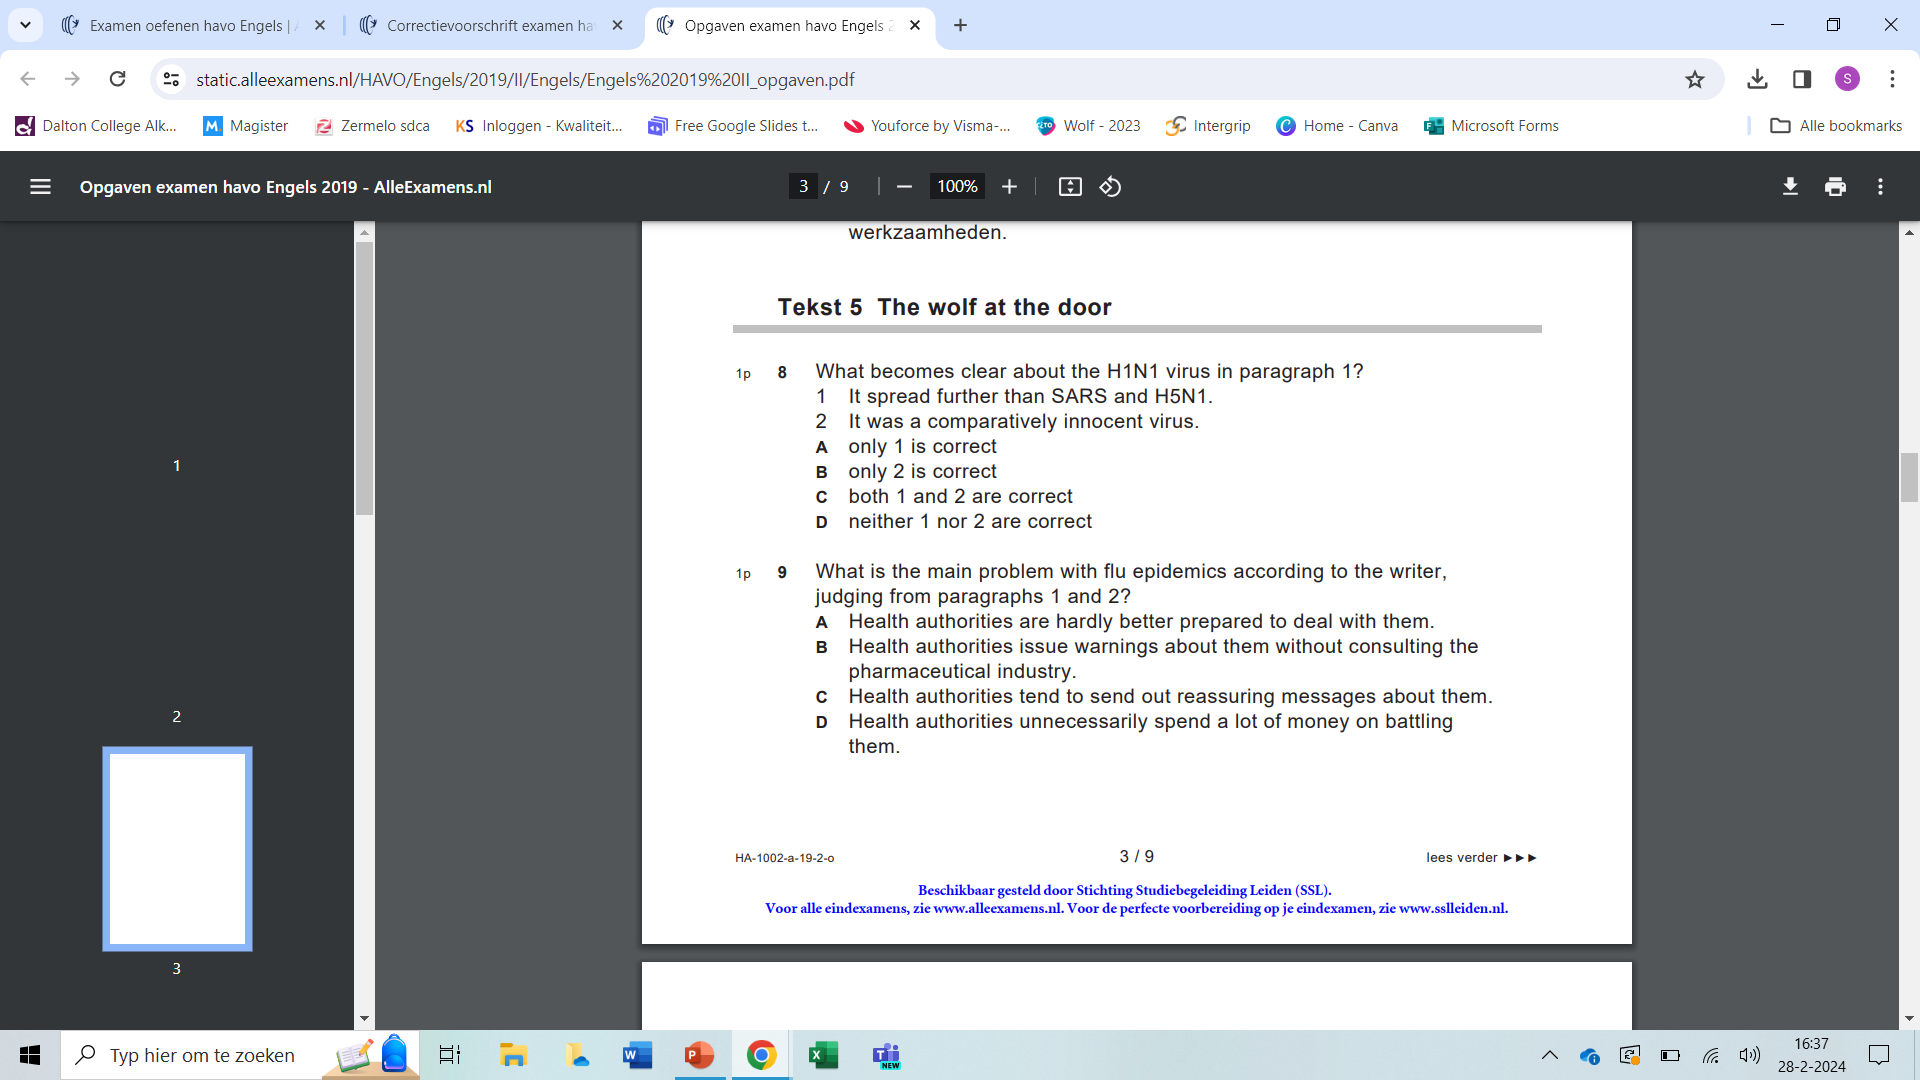 Examen oefenen havo Engels |
Correctievoorschrift examen ha
Opgaven examen havo Engels 2
static.alleexamens.nl/HAVO/Engels/2019/II/Engels/Engels%202019%20II_opgaven.pdf
S
Dalton College Alk...
Magister
Zermelo sdca
KS Inloggen - Kwaliteit...
Free Google Slides t...
Youforce by Visma-...
Wolf - 2023
Intergrip
Home - Canva
Microsoft Forms
Alle bookmarks
Opgaven examen havo Engels 2019 - AlleExamens.nl
3 / 9
100%
1
2
3
werkzaamheden.
Tekst 5 The wolf at the door
1p 8 What becomes clear about the H1N1 virus in paragraph 1?
1 It spread further than SARS and H5N1.
2 It was a comparatively innocent virus.
A only 1 is correct
B only 2 is correct
C both 1 and 2 are correct
D neither 1 nor 2 are correct
1p 9 What is the main problem with flu epidemics according to the writer,
judging from paragraphs 1 and 2?
A Health authorities are hardly better prepared to deal with them.
B Health authorities issue warnings about them without consulting the
pharmaceutical industry.
C Health authorities tend to send out reassuring messages about them.
D Health authorities unnecessarily spend a lot of money on battling
them.
HA-1002-a-19-2-o 3 / 9 lees verder ►►►
Beschikbaar gesteld door Stichting Studiebegeleiding Leiden (SSL).
Voor alle eindexamens, zie www.alleexamens.nl. Voor de perfecte voorbereiding op je eindexamen, zie www.sslleiden.nl.
Typ hier om te zoeken
NEW
16:37
28-2-2024